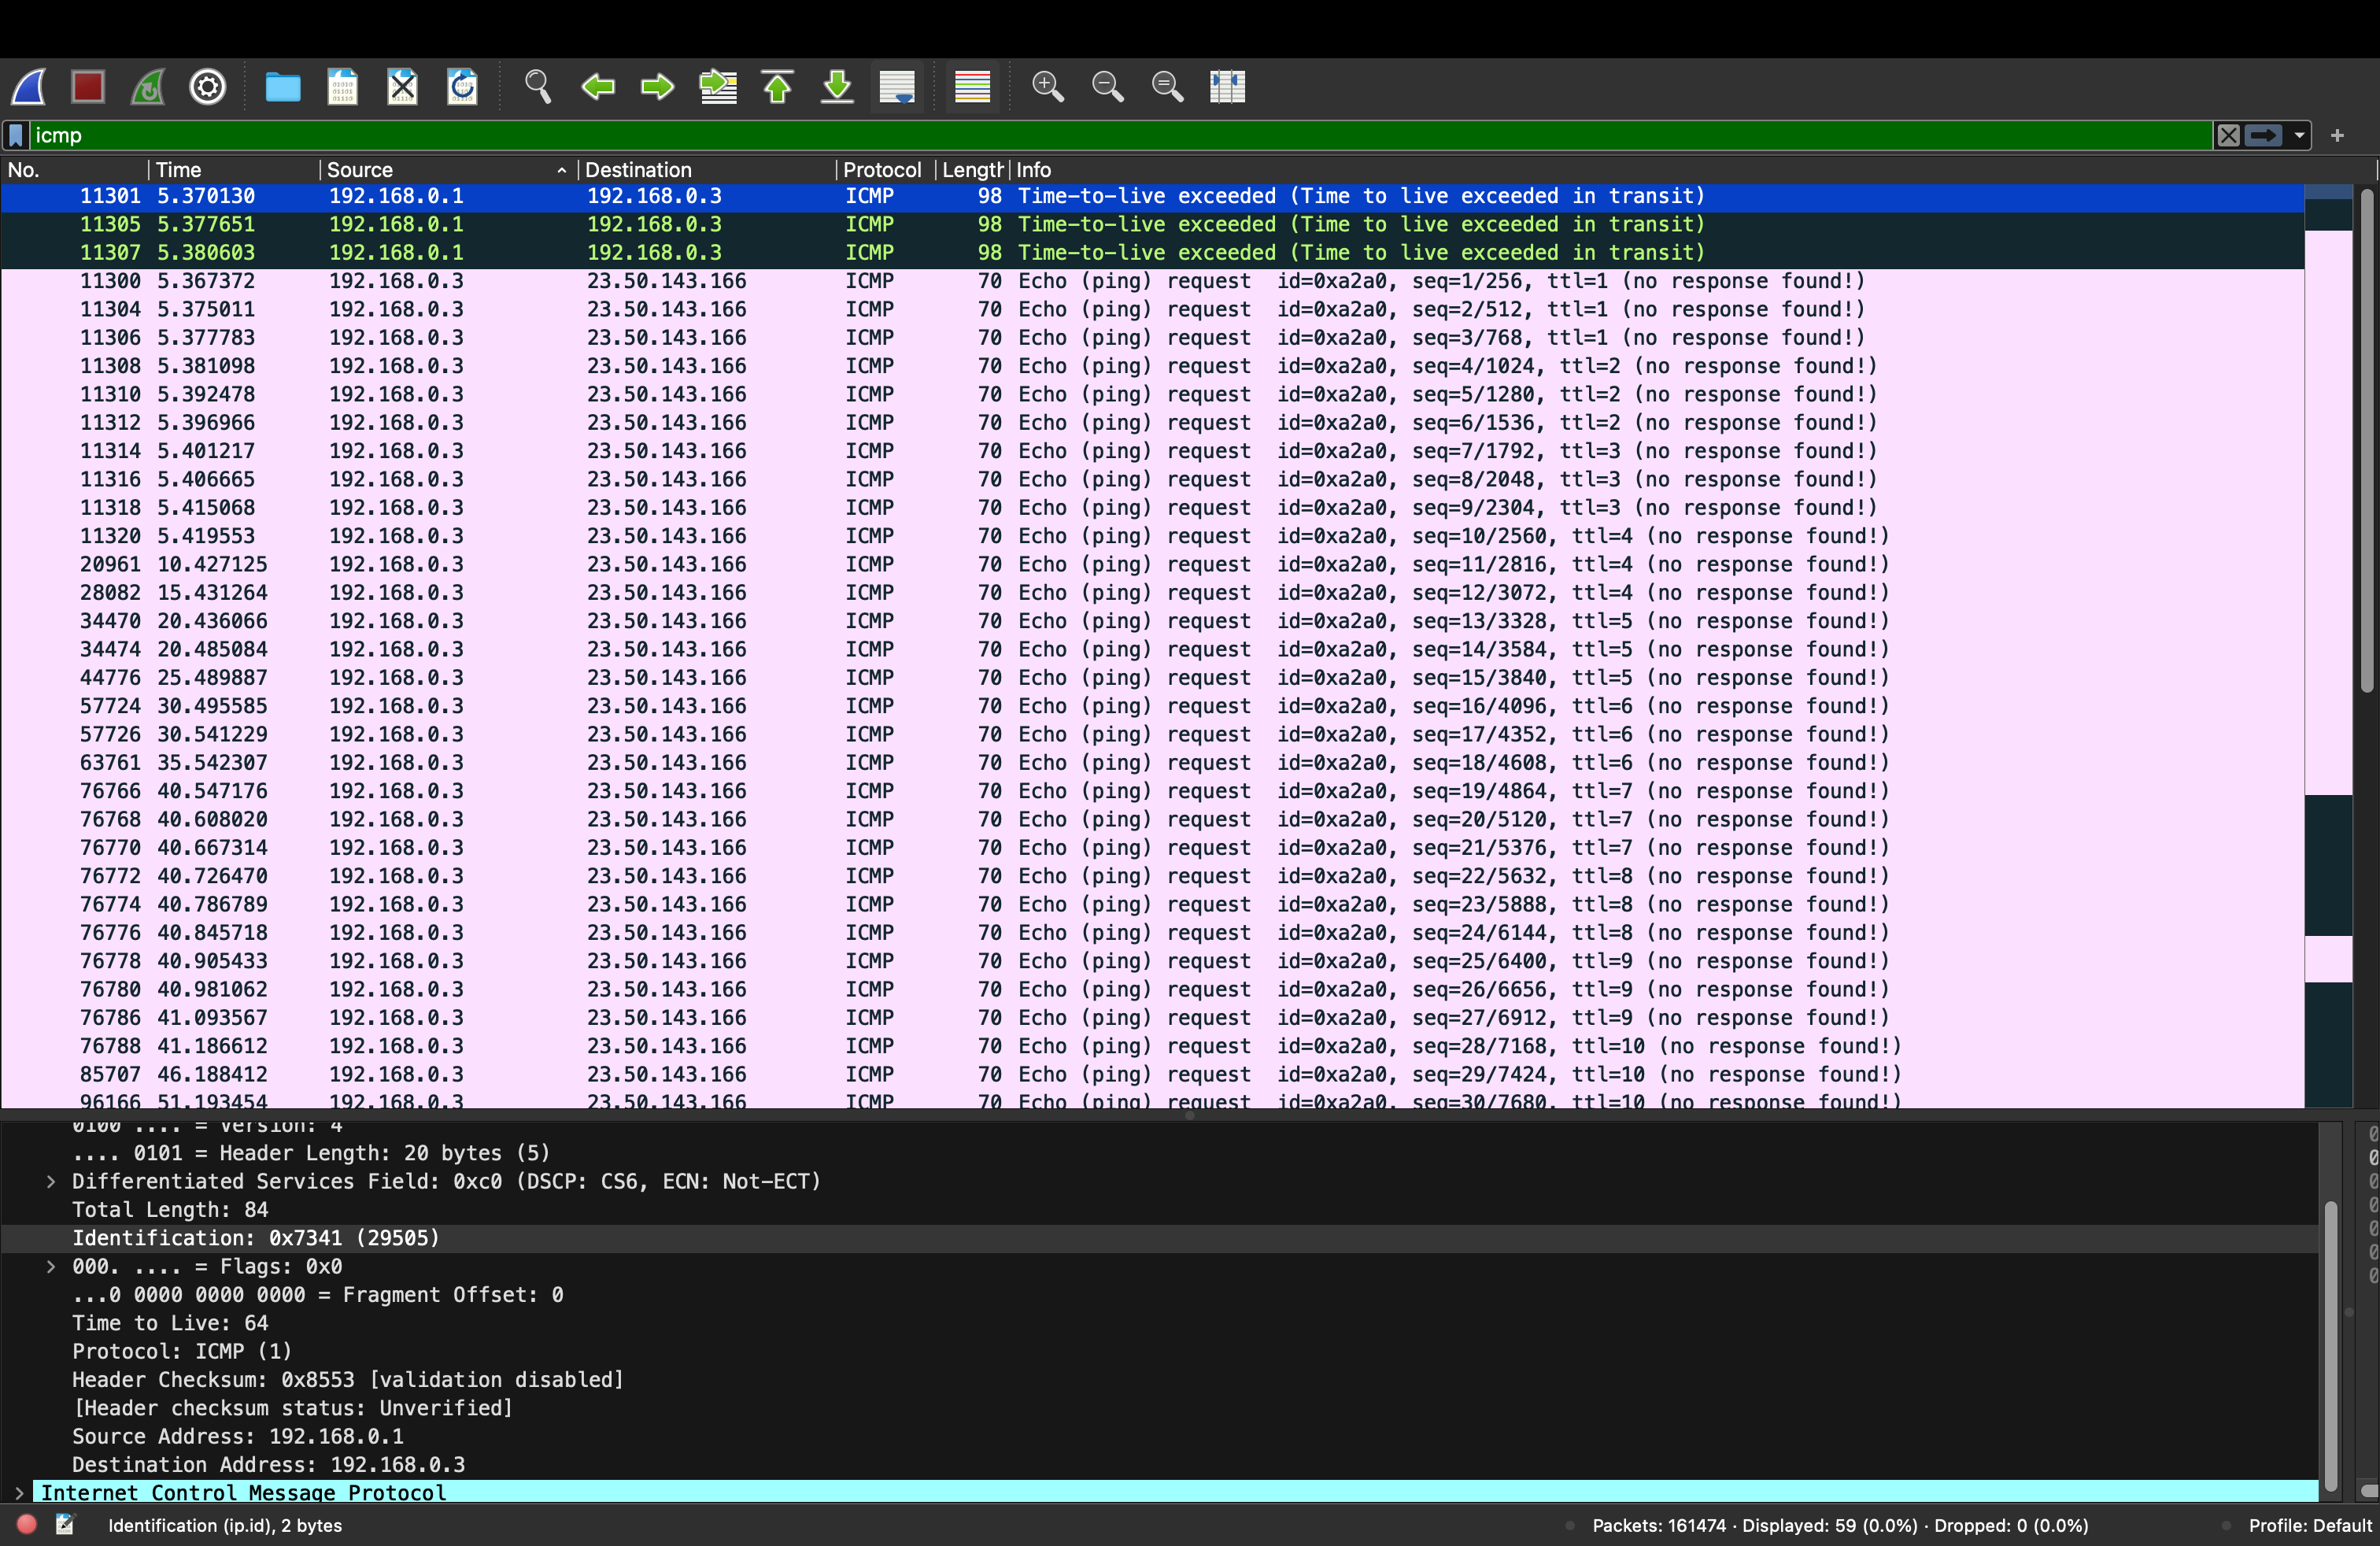 icmp
No. Time Source Destination Protocol Length Info
11301 5.370130 192.168.0.1 192.168.0.3 ICMP 98 Time-to-live exceeded (Time to live exceeded in transit)
11305 5.377651 192.168.0.1 192.168.0.3 ICMP 98 Time-to-live exceeded (Time to live exceeded in transit)
11307 5.380603 192.168.0.1 192.168.0.3 ICMP 98 Time-to-live exceeded (Time to live exceeded in transit)
11300 5.367372 192.168.0.3 23.50.143.166 ICMP 70 Echo (ping) request id=0xa2a0, seq=1/256, ttl=1 (no response found!)
11304 5.375011 192.168.0.3 23.50.143.166 ICMP 70 Echo (ping) request id=0xa2a0, seq=2/512, ttl=1 (no response found!)
11306 5.377783 192.168.0.3 23.50.143.166 ICMP 70 Echo (ping) request id=0xa2a0, seq=3/768, ttl=1 (no response found!)
11308 5.381098 192.168.0.3 23.50.143.166 ICMP 70 Echo (ping) request id=0xa2a0, seq=4/1024, ttl=2 (no response found!)
11310 5.392478 192.168.0.3 23.50.143.166 ICMP 70 Echo (ping) request id=0xa2a0, seq=5/1280, ttl=2 (no response found!)
11312 5.396966 192.168.0.3 23.50.143.166 ICMP 70 Echo (ping) request id=0xa2a0, seq=6/1536, ttl=2 (no response found!)
11314 5.401217 192.168.0.3 23.50.143.166 ICMP 70 Echo (ping) request id=0xa2a0, seq=7/1792, ttl=3 (no response found!)
11316 5.406665 192.168.0.3 23.50.143.166 ICMP 70 Echo (ping) request id=0xa2a0, seq=8/2048, ttl=3 (no response found!)
11318 5.415068 192.168.0.3 23.50.143.166 ICMP 70 Echo (ping) request id=0xa2a0, seq=9/2304, ttl=3 (no response found!)
11320 5.419553 192.168.0.3 23.50.143.166 ICMP 70 Echo (ping) request id=0xa2a0, seq=10/2560, ttl=4 (no response found!)
20961 10.427125 192.168.0.3 23.50.143.166 ICMP 70 Echo (ping) request id=0xa2a0, seq=11/2816, ttl=4 (no response found!)
28082 15.431264 192.168.0.3 23.50.143.166 ICMP 70 Echo (ping) request id=0xa2a0, seq=12/3072, ttl=4 (no response found!)
34470 20.436066 192.168.0.3 23.50.143.166 ICMP 70 Echo (ping) request id=0xa2a0, seq=13/3328, ttl=5 (no response found!)
34474 20.485084 192.168.0.3 23.50.143.166 ICMP 70 Echo (ping) request id=0xa2a0, seq=14/3584, ttl=5 (no response found!)
44776 25.489887 192.168.0.3 23.50.143.166 ICMP 70 Echo (ping) request id=0xa2a0, seq=15/3840, ttl=5 (no response found!)
57724 30.495585 192.168.0.3 23.50.143.166 ICMP 70 Echo (ping) request id=0xa2a0, seq=16/4096, ttl=6 (no response found!)
57726 30.541229 192.168.0.3 23.50.143.166 ICMP 70 Echo (ping) request id=0xa2a0, seq=17/4352, ttl=6 (no response found!)
63761 35.542307 192.168.0.3 23.50.143.166 ICMP 70 Echo (ping) request id=0xa2a0, seq=18/4608, ttl=6 (no response found!)
76766 40.547176 192.168.0.3 23.50.143.166 ICMP 70 Echo (ping) request id=0xa2a0, seq=19/4864, ttl=7 (no response found!)
76768 40.608020 192.168.0.3 23.50.143.166 ICMP 70 Echo (ping) request id=0xa2a0, seq=20/5120, ttl=7 (no response found!)
76770 40.667314 192.168.0.3 23.50.143.166 ICMP 70 Echo (ping) request id=0xa2a0, seq=21/5376, ttl=7 (no response found!)
76772 40.726470 192.168.0.3 23.50.143.166 ICMP 70 Echo (ping) request id=0xa2a0, seq=22/5632, ttl=8 (no response found!)
76774 40.786789 192.168.0.3 23.50.143.166 ICMP 70 Echo (ping) request id=0xa2a0, seq=23/5888, ttl=8 (no response found!)
76776 40.845718 192.168.0.3 23.50.143.166 ICMP 70 Echo (ping) request id=0xa2a0, seq=24/6144, ttl=8 (no response found!)
76778 40.905433 192.168.0.3 23.50.143.166 ICMP 70 Echo (ping) request id=0xa2a0, seq=25/6400, ttl=9 (no response found!)
76780 40.981062 192.168.0.3 23.50.143.166 ICMP 70 Echo (ping) request id=0xa2a0, seq=26/6656, ttl=9 (no response found!)
76786 41.093567 192.168.0.3 23.50.143.166 ICMP 70 Echo (ping) request id=0xa2a0, seq=27/6912, ttl=9 (no response found!)
76788 41.186612 192.168.0.3 23.50.143.166 ICMP 70 Echo (ping) request id=0xa2a0, seq=28/7168, ttl=10 (no response found!)
85707 46.188412 192.168.0.3 23.50.143.166 ICMP 70 Echo (ping) request id=0xa2a0, seq=29/7424, ttl=10 (no response found!)
96166 51.193454 192.168.0.3 23.50.143.166 ICMP 70 Echo (ping) request id=0xa2a0, seq=30/7680, ttl=10 (no response found!)
0100 .... = Version: 4
.... 0101 = Header Length: 20 bytes (5)
Differentiated Services Field: 0xc0 (DSCP: CS6, ECN: Not-ECT)
Total Length: 84
Identification: 0x7341 (29505)
000. .... = Flags: 0x0
...0 0000 0000 0000 = Fragment Offset: 0
Time to Live: 64
Protocol: ICMP (1)
Header Checksum: 0x8553 [validation disabled]
[Header checksum status: Unverified]
Source Address: 192.168.0.1
Destination Address: 192.168.0.3
Internet Control Message Protocol
Identification (ip.id), 2 bytes
Packets: 161474 · Displayed: 59 (0.0%) · Dropped: 0 (0.0%)
Profile: Default